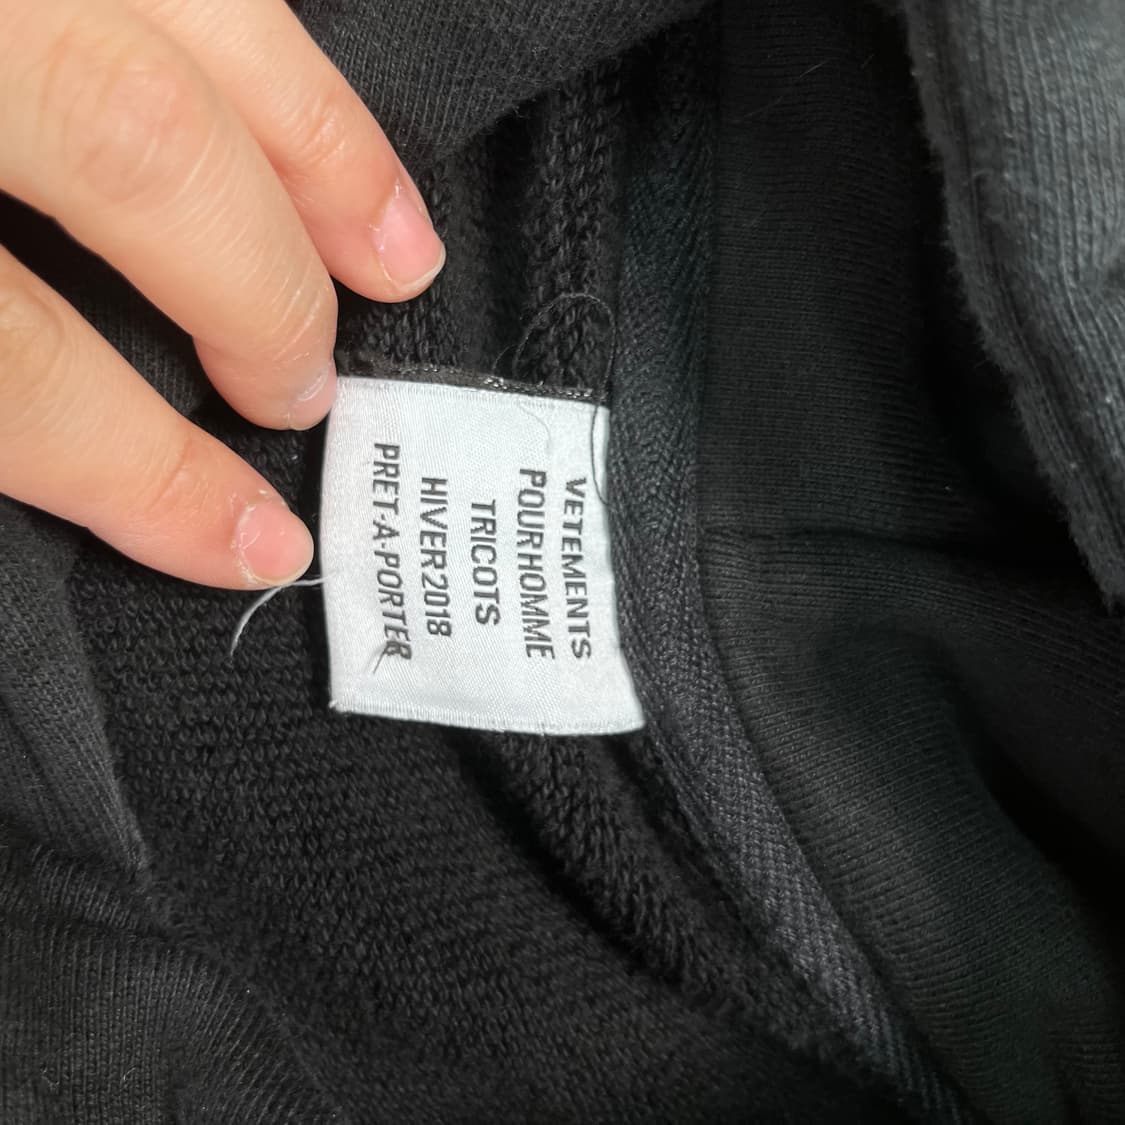 VETEMENTS
POUR HOMME
TRICOTS
HIVER 2018
PRET-A-PORTER